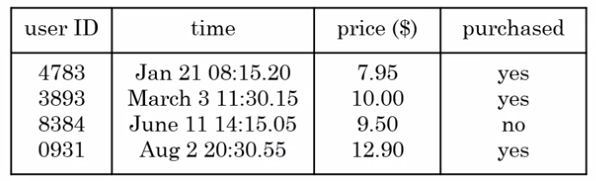 user ID time price ($) purchased
4783 Jan 21 08:15.20 7.95 yes
3893 March 3 11:30.15 10.00 yes
8384 June 11 14:15.05 9.50 no
0931 Aug 2 20:30.55 12.90 yes